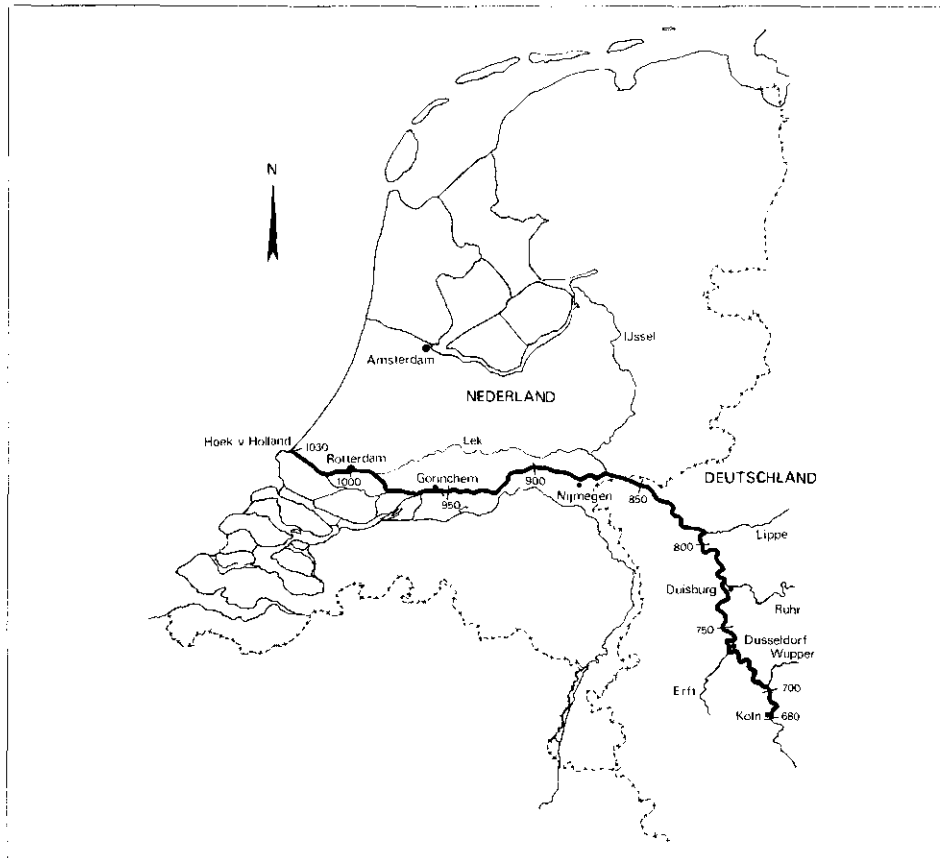 N
IJssel
Amsterdam
NEDERLAND
Hoek v Holland
1030
Lek
Rotterdam
1000
Gorinchem
950
900
Nijmegen
850
DEUTSCHLAND
Lippe
800
Duisburg
Ruhr
750
Dusseldorf
Wupper
Erft
700
Koln
680